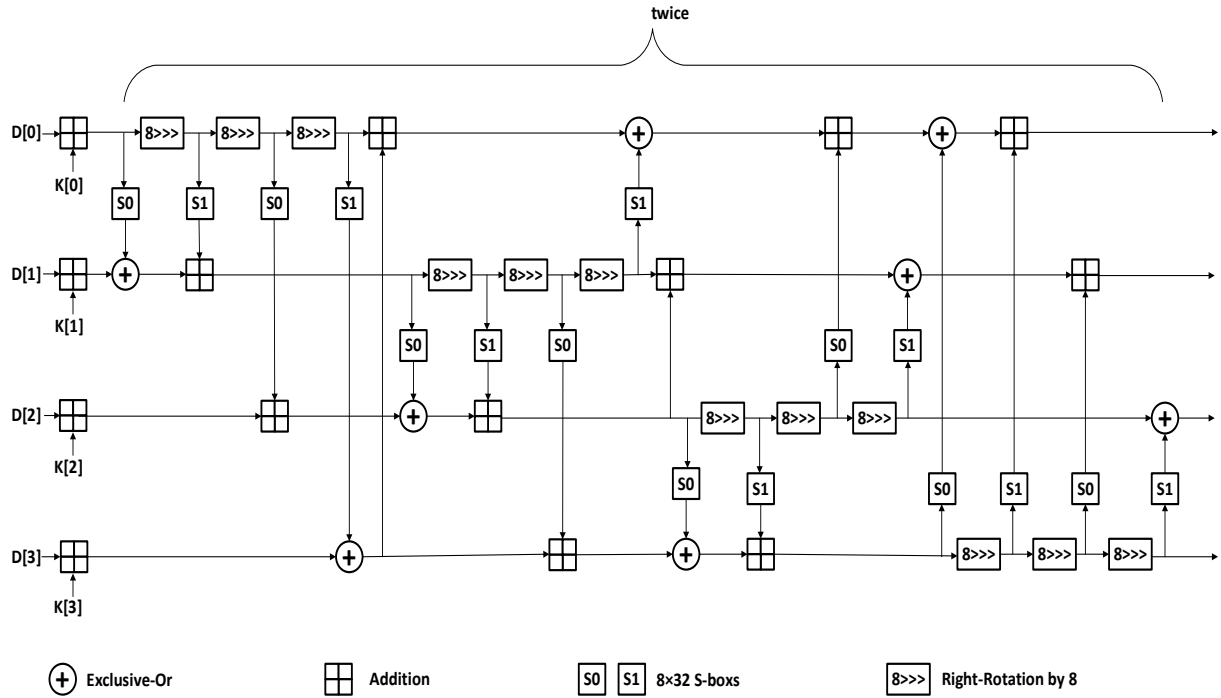 twice
D[0] 8>>> 8>>> 8>>>
K[0] S0 S1 S0 S1 S1
D[1] 8>>> 8>>> 8>>>
K[1] S0 S1 S0 S0 S1
D[2] 8>>> 8>>> 8>>>
K[2] S0 S1 S0 S1 S0 S1
D[3] 8>>> 8>>> 8>>>
K[3]
Exclusive-Or Addition S0 S1 8×32 S-boxs 8>>> Right-Rotation by 8